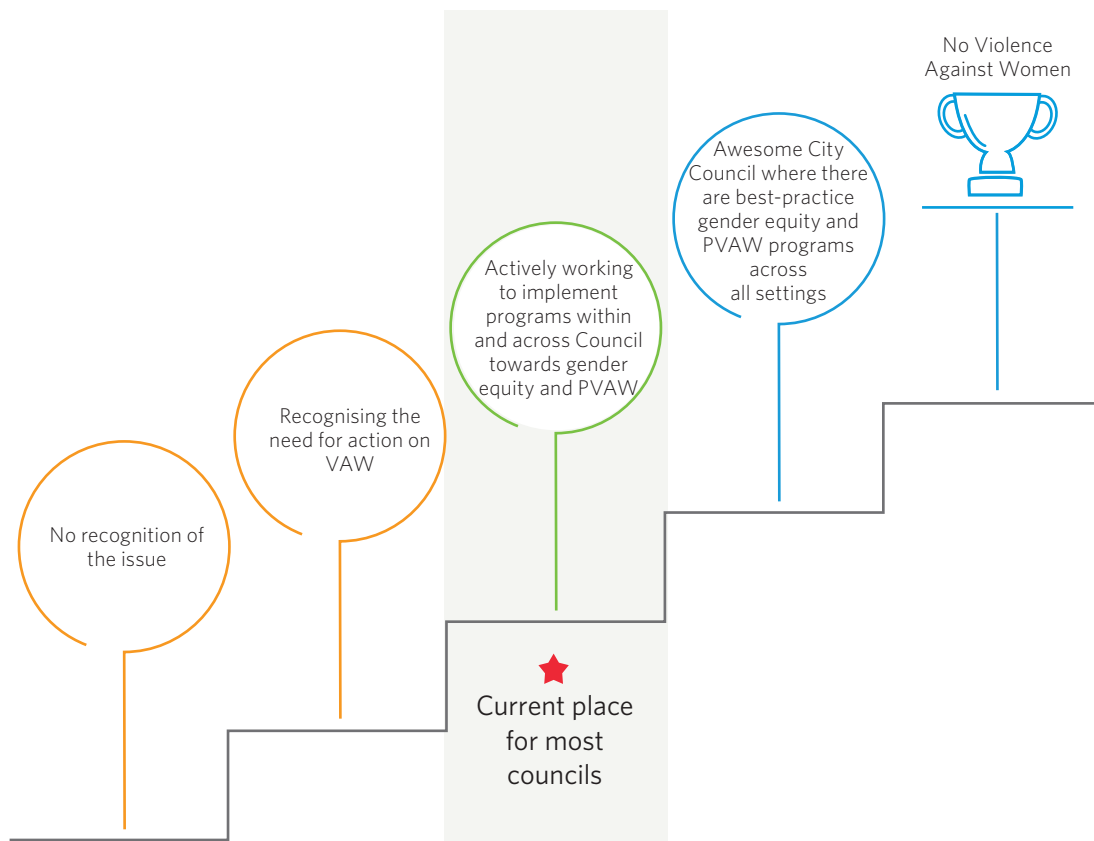 No recognition of
the issue
Recognising the
need for action on
VAW
Actively working
to implement
programs within
and across Council
towards gender
equity and PVAW
Current place
for most
councils
Awesome City
Council where there
are best-practice
gender equity and
PVAW programs
across
all settings
No Violence
Against Women